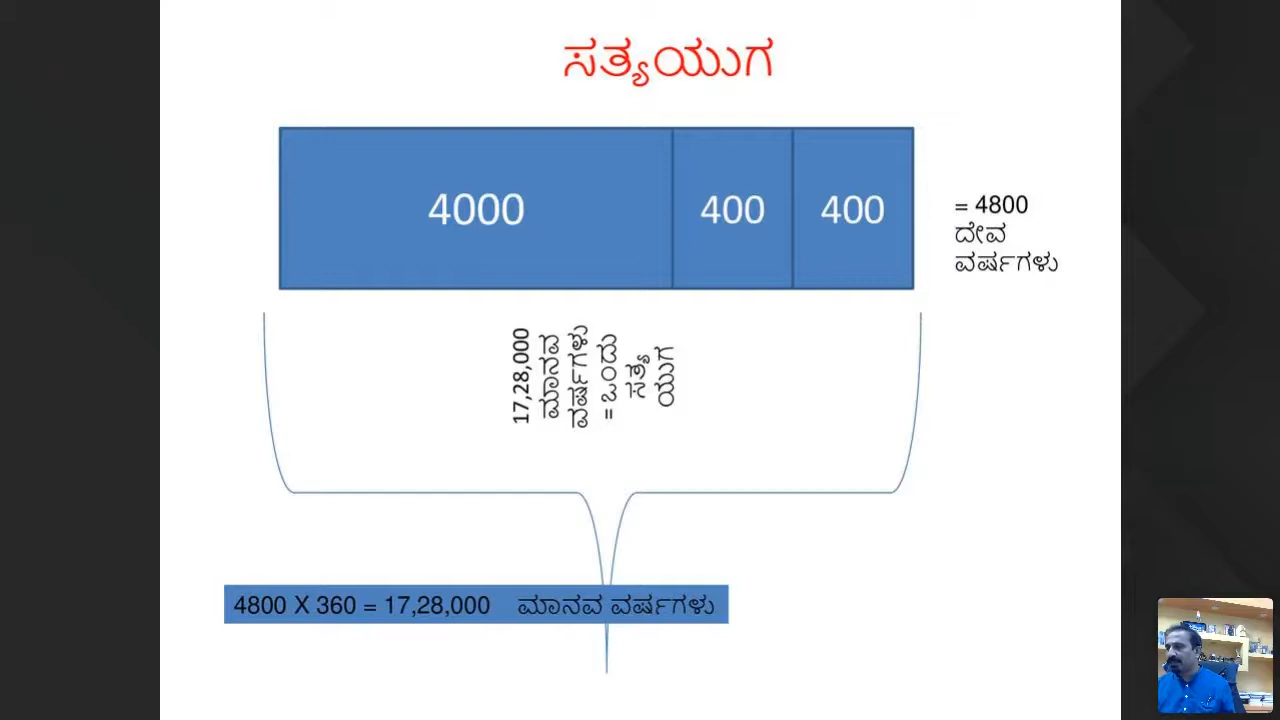 ಸತ್ಯಯುಗ
4000
400
400
= 4800
ದೇವ
ವರ್ಷಗಳು
17,28,000
ಮಾನವ
ವರ್ಷಗಳು
= ಒಂದು
ಸತ್ಯ
ಯುಗ
4800 X 360 = 17,28,000 ಮಾನವ ವರ್ಷಗಳು